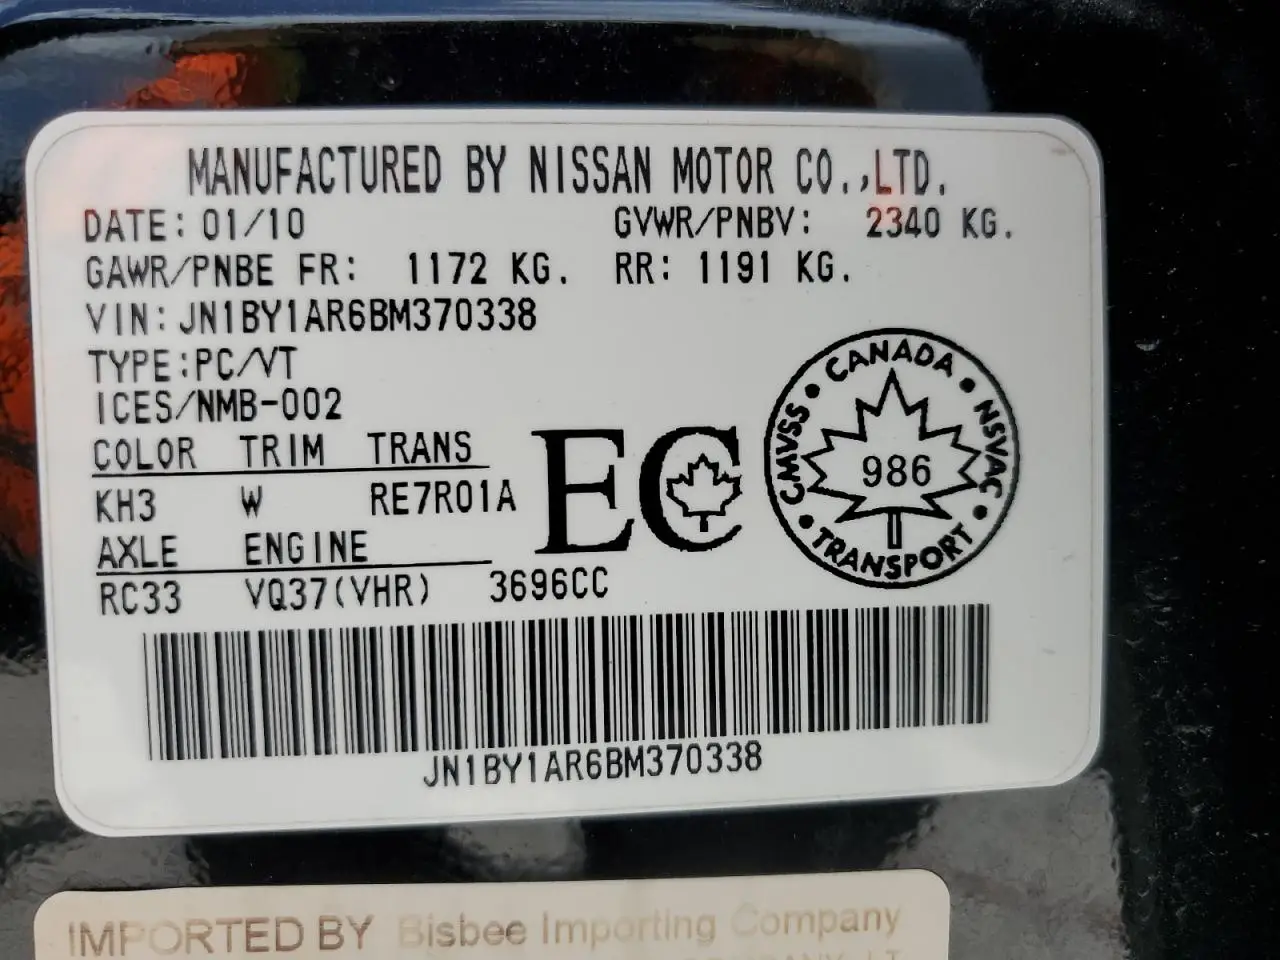 MANUFACTURED BY NISSAN MOTOR CO.,LTD.
DATE: 01/10 GVWR/PNBV: 2340 KG.
GAWR/PNBE FR: 1172 KG. RR: 1191 KG.
VIN: JN1BY1AR6BM370338
TYPE:PC/VT
ICES/NMB-002
COLOR TRIM TRANS
KH3 W RE7R01A
AXLE ENGINE
RC33 VQ37(VHR) 3696CC
EC
CANADA • NSVAC • TRANSPORT • CMVSS •
986
JN1BY1AR6BM370338
IMPORTED BY Bisbee Importing Company